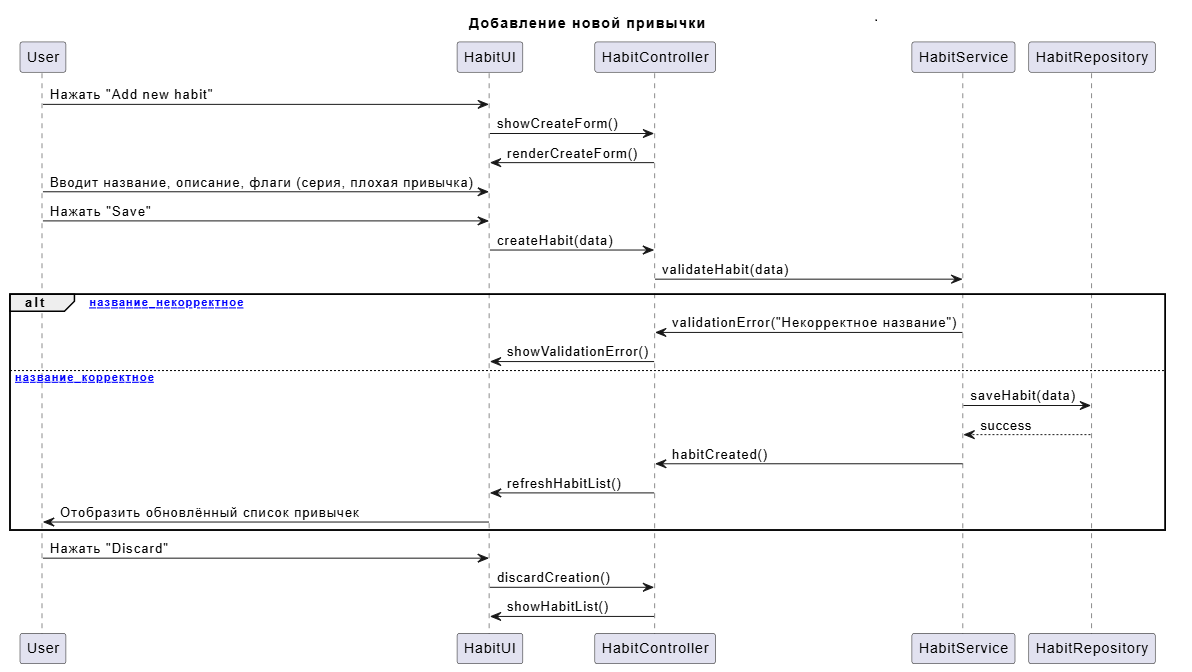 Добавление новой привычки
User HabitUI HabitController HabitService HabitRepository
Нажать "Add new habit"
showCreateForm()
renderCreateForm()
Вводит название, описание, флаги (серия, плохая привычка)
Нажать "Save"
createHabit(data)
validateHabit(data)
alt название_некорректное
validationError("Некорректное название")
showValidationError()
название_корректное
saveHabit(data)
success
habitCreated()
refreshHabitList()
Отобразить обновлённый список привычек
Нажать "Discard"
discardCreation()
showHabitList()
User HabitUI HabitController HabitService HabitRepository